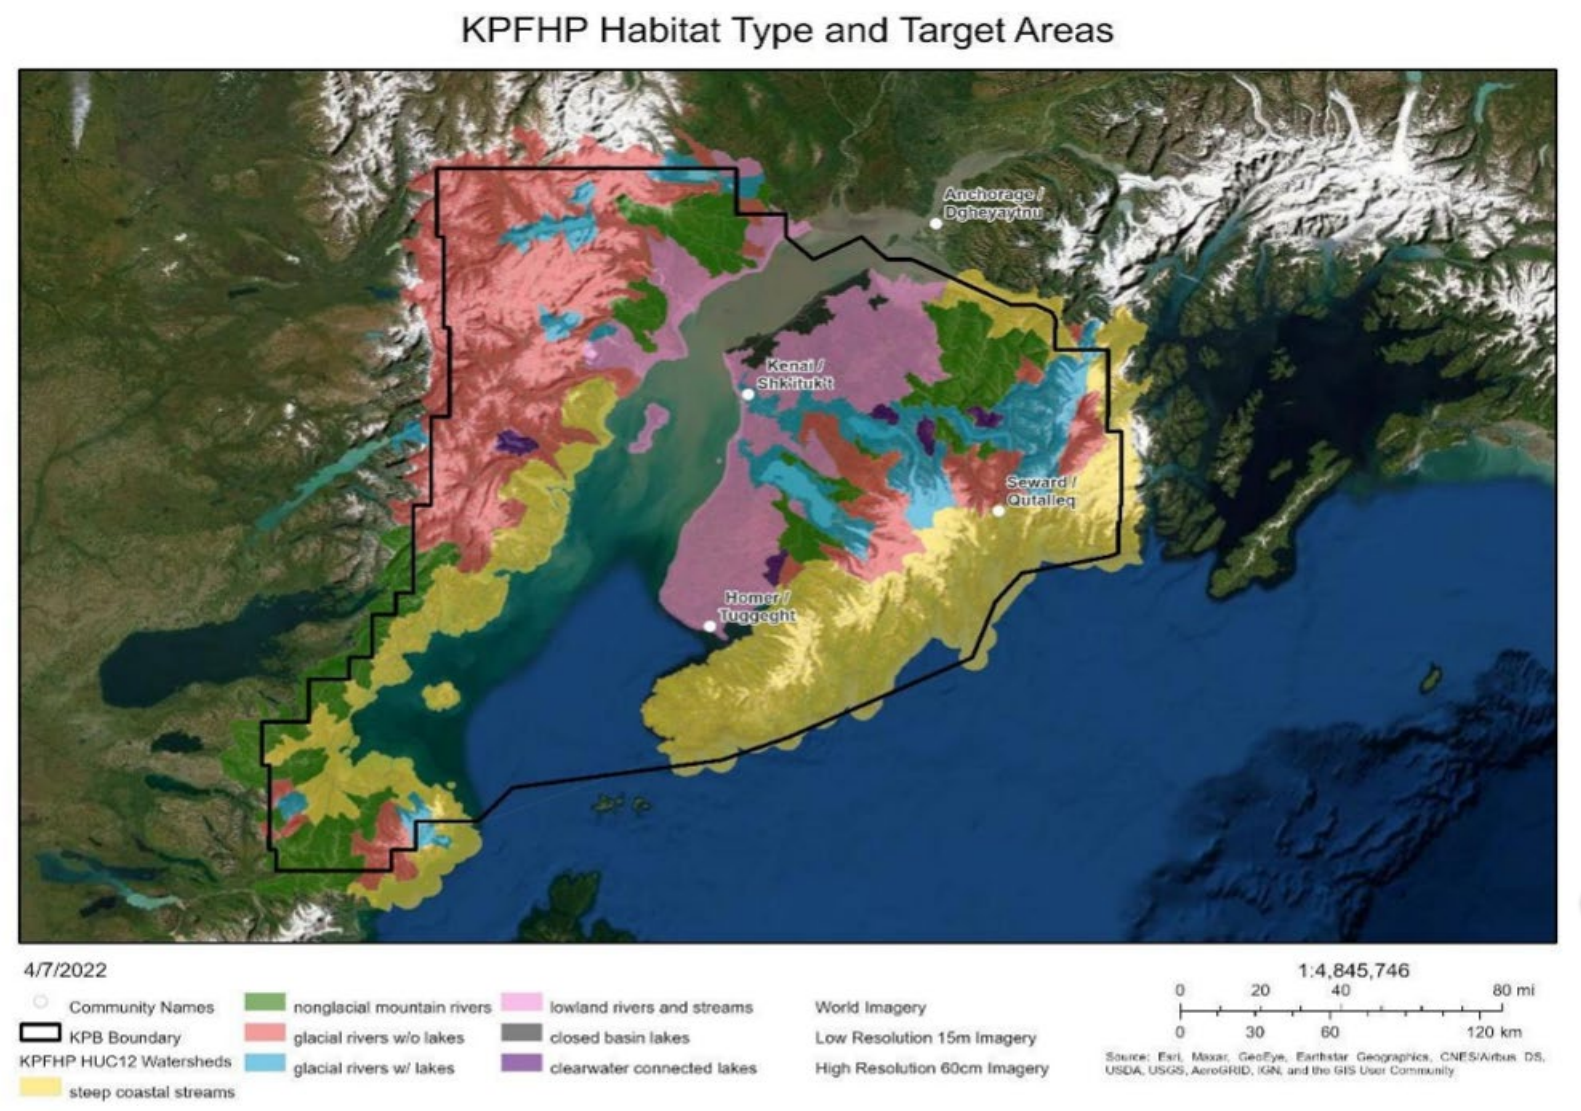 KPFHP Habitat Type and Target Areas
Anchorage /
Dgheyaytnu
Kenai /
Shk'ituk't
Seward /
Qutalleq
Homer /
Tuggeght
4/7/2022
Community Names
KPB Boundary
KPFHP HUC12 Watersheds
steep coastal streams
nonglacial mountain rivers
glacial rivers w/o lakes
glacial rivers w/ lakes
lowland rivers and streams
closed basin lakes
clearwater connected lakes
World Imagery
Low Resolution 15m Imagery
High Resolution 60cm Imagery
1:4,845,746
0 20 40 80 mi
0 30 60 120 km
Source: Esri, Maxar, GeoEye, Earthstar Geographics, CNES/Airbus DS,
USDA, USGS, AeroGRID, IGN, and the GIS User Community